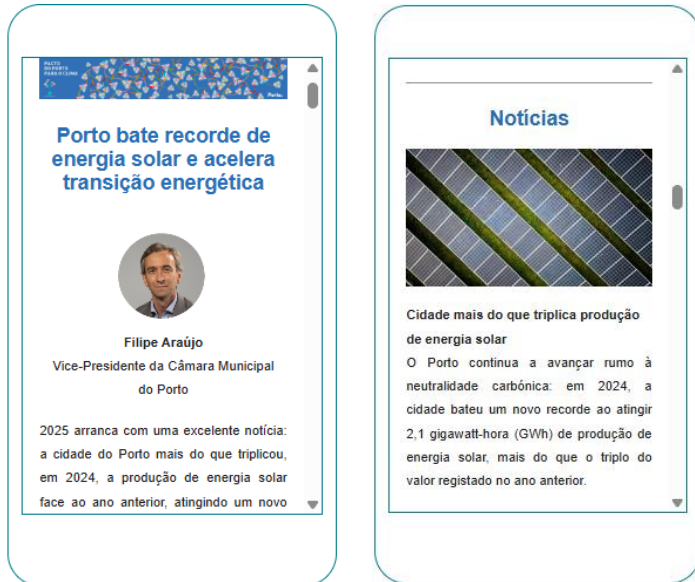 PACTO
DO PORTO
PARA O CLIMA
Porto.
Porto bate recorde de
energia solar e acelera
transição energética
Filipe Araújo
Vice-Presidente da Câmara Municipal
do Porto
2025 arranca com uma excelente notícia:
a cidade do Porto mais do que triplicou,
em 2024, a produção de energia solar
face ao ano anterior, atingindo um novo
Notícias
Cidade mais do que triplica produção
de energia solar
O Porto continua a avançar rumo à
neutralidade carbónica: em 2024, a
cidade bateu um novo recorde ao atingir
2,1 gigawatt-hora (GWh) de produção de
energia solar, mais do que o triplo do
valor registado no ano anterior.